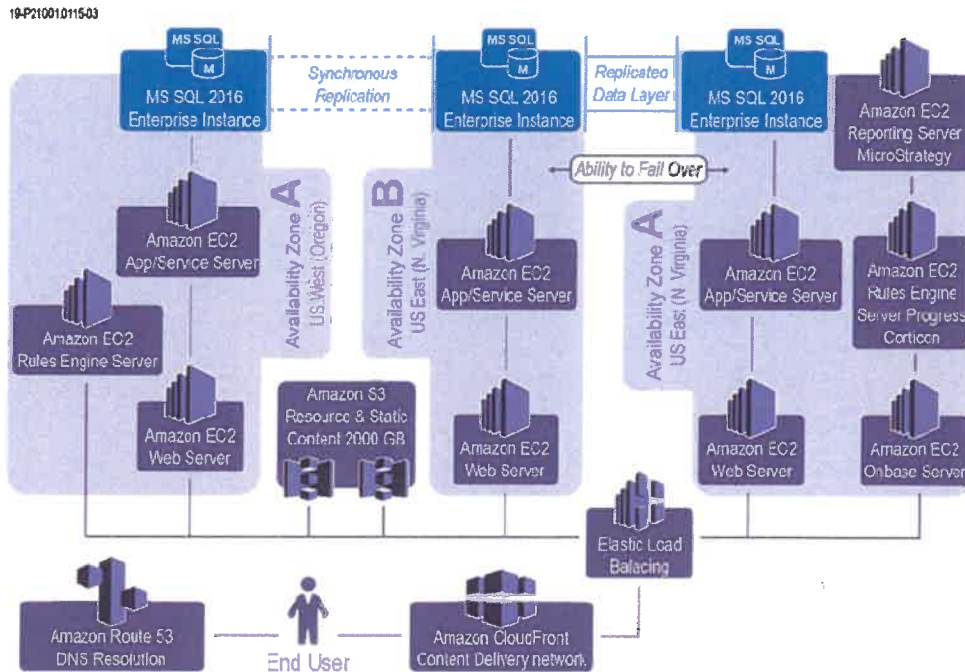 19-P21001.0115-03
MS SQL
M
MS SQL 2016
Enterprise Instance
Synchronous
Replication
MS SQL
M
MS SQL 2016
Enterprise Instance
Replicated
Data Layer
MS SQL
M
MS SQL 2016
Enterprise Instance
Amazon EC2
Reporting Server
MicroStrategy
Ability to Fail Over
Amazon EC2
App/Service Server
Availability Zone A
US West (Oregon)
Availability Zone B
US East (N. Virginia)
Amazon EC2
App/Service Server
Availability Zone A
US East (N. Virginia)
Amazon EC2
App/Service Server
Amazon EC2
Rules Engine
Server Progress
Corticon
Amazon EC2
Rules Engine Server
Amazon EC2
Web Server
Amazon S3
Resource & Static
Content 2000 GB
Amazon EC2
Web Server
Amazon EC2
Web Server
Amazon EC2
Onbase Server
Elastic Load
Balacing
Amazon Route 53
DNS Resolution
End User
Amazon CloudFront
Content Delivery network